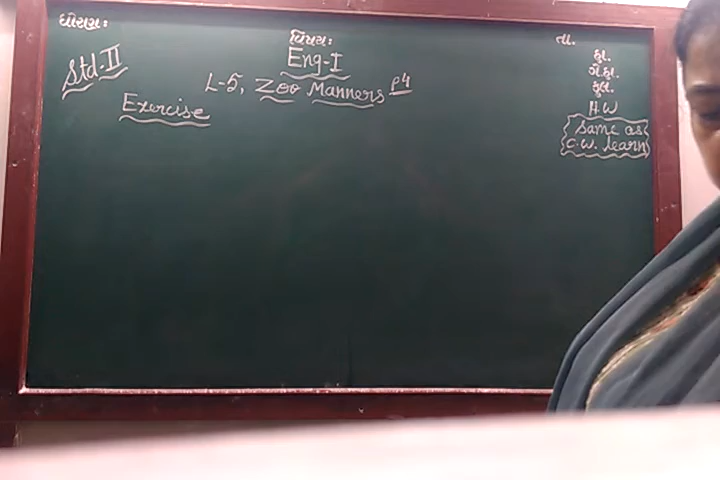 ધોરણ:
વિષય:
તા.
Std-II
Eng-I
L-5, Zoo Manners P4
Exercise
હા.
ગે.હા.
કુલ.
H.W
Same as
C.W. learn